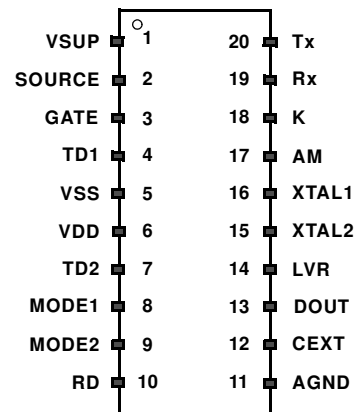 VSUP 1 20 Tx
SOURCE 2 19 Rx
GATE 3 18 K
TD1 4 17 AM
VSS 5 16 XTAL1
VDD 6 15 XTAL2
TD2 7 14 LVR
MODE1 8 13 DOUT
MODE2 9 12 CEXT
RD 10 11 AGND